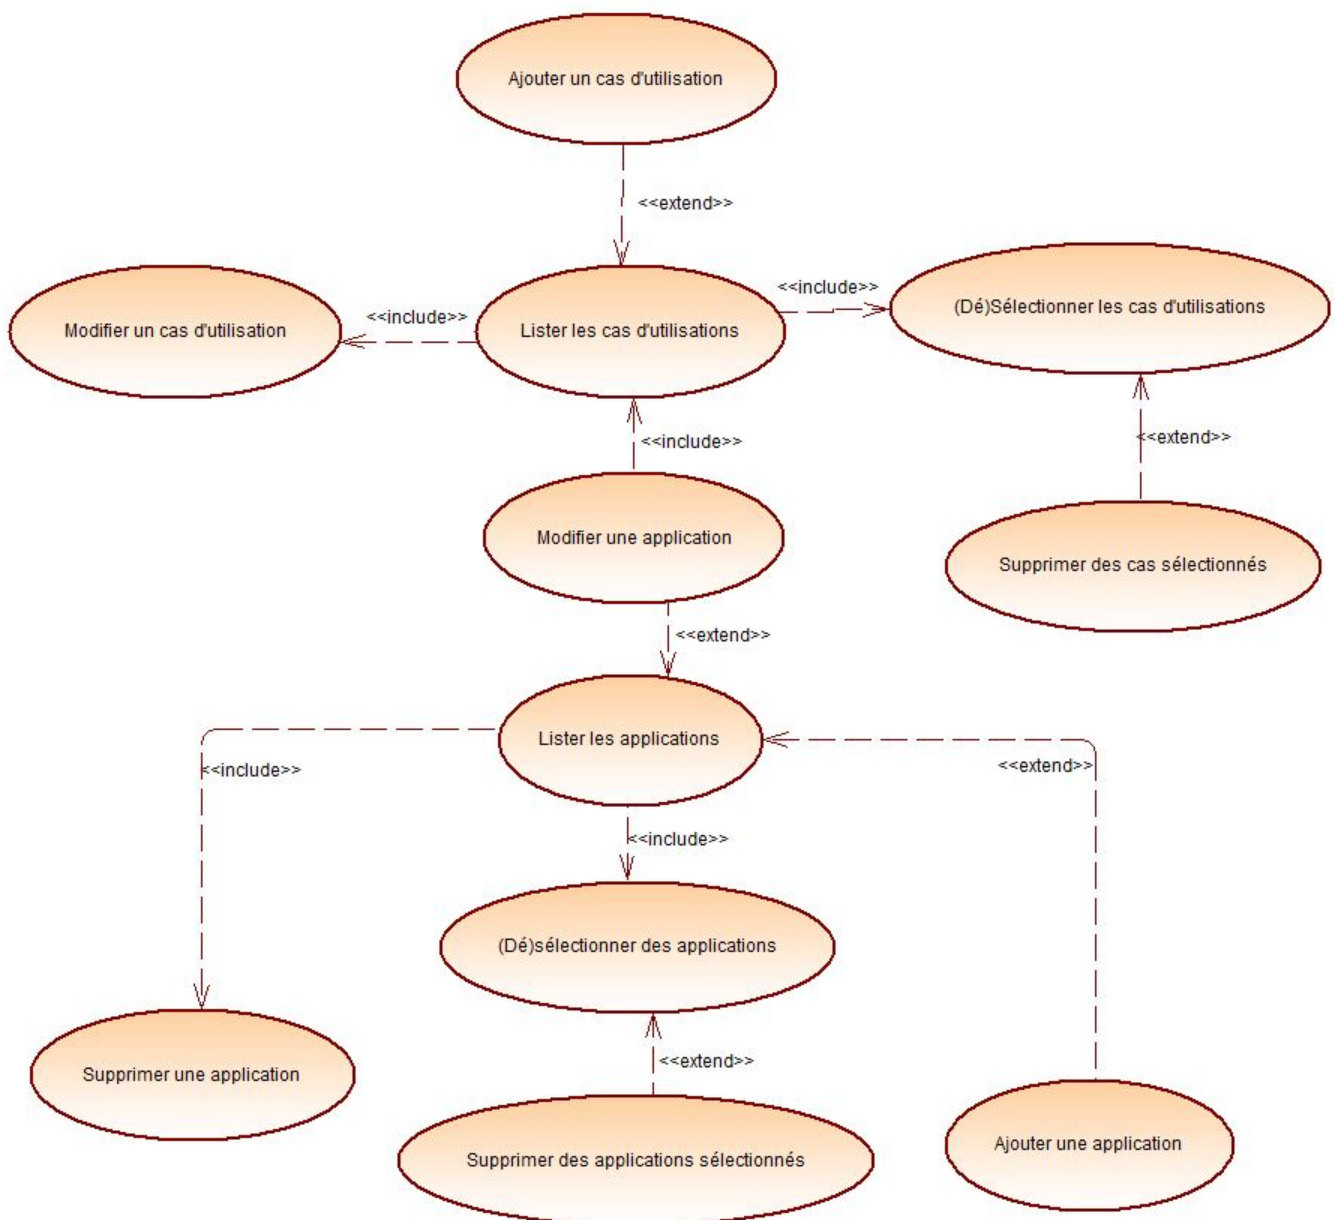 Ajouter un cas d'utilisation
<<extend>>
<<include>>
(Dé)Sélectionner les cas d'utilisations
<<include>>
Modifier un cas d'utilisation
Lister les cas d'utilisations
<<include>>
<<extend>>
Modifier une application
Supprimer des cas sélectionnés
<<extend>>
Lister les applications
<<include>>
<<extend>>
<<include>>
(Dé)sélectionner des applications
<<extend>>
Supprimer une application
Ajouter une application
Supprimer des applications sélectionnés